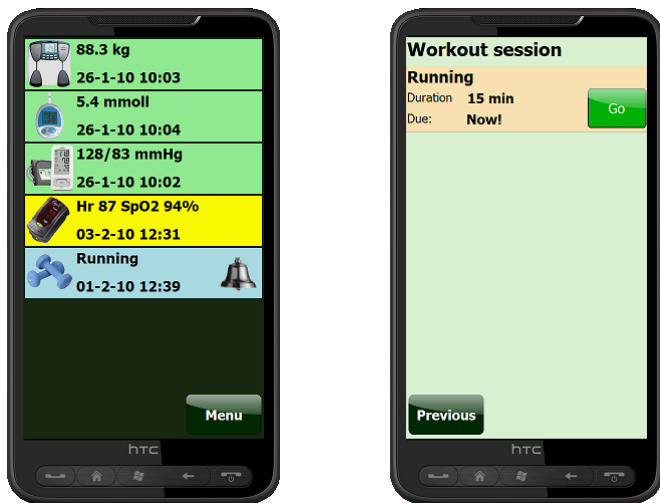 88.3 kg
26-1-10 10:03
5.4 mmoll
26-1-10 10:04
128/83 mmHg
26-1-10 10:02
Hr 87 SpO2 94%
03-2-10 12:31
Running
01-2-10 12:39
Menu
hTC
Workout session
Running
Duration 15 min
Due: Now!
Go
Previous
hTC